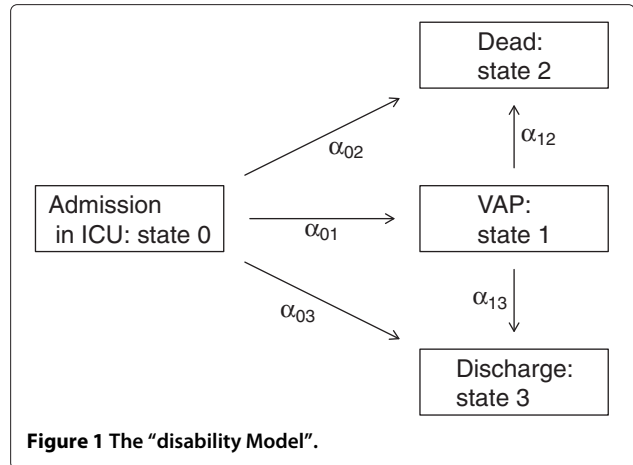 Dead:
state 2
α02
α12
Admission
in ICU: state 0
α01
VAP:
state 1
α03
α13
Discharge:
state 3
Figure 1 The “disability Model”.